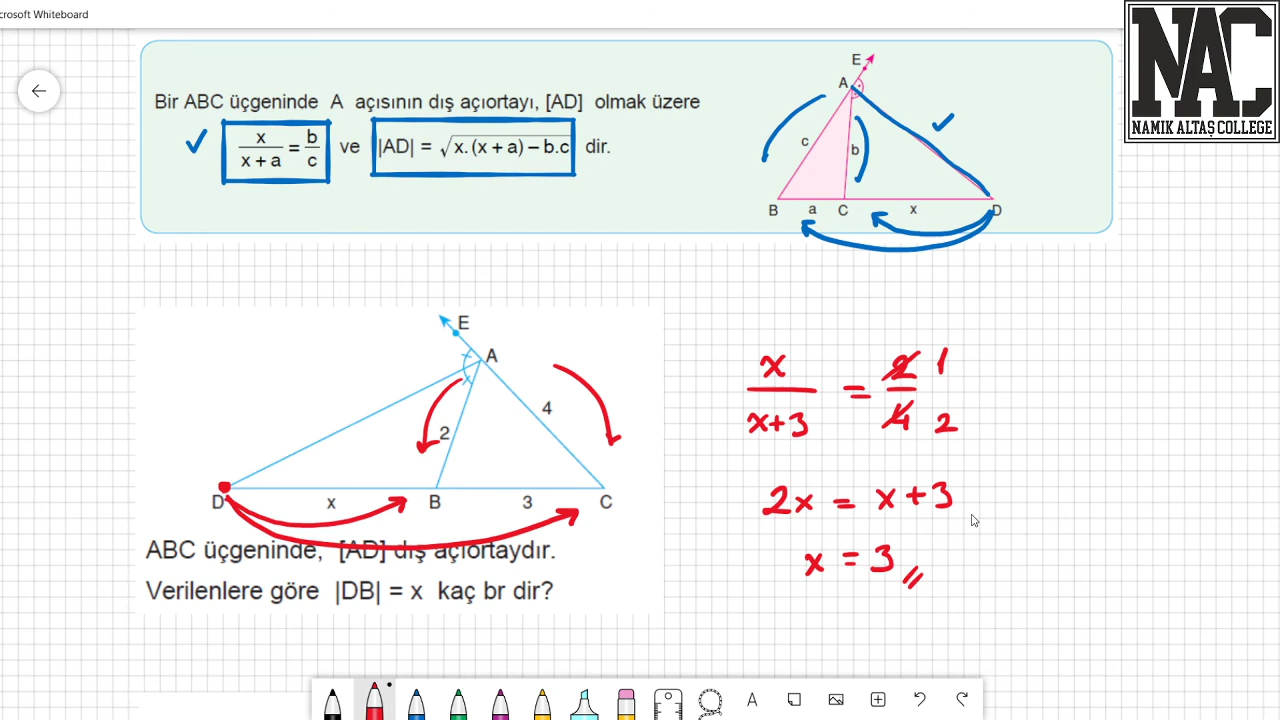 crosoft Whiteboard
NAC
NAMIK ALTAŞ COLLEGE
Bir ABC üçgeninde A açısının dış açıortayı, [AD] olmak üzere
x/(x + a) = b/c ve |AD| = √x.(x + a) – b.c dir.
E
A
c
b
B a C x D
E
A
4
2
D x B 3 C
ABC üçgeninde, [AD] dış açıortaydır.
Verilenlere göre |DB| = x kaç br dir?
x/(x+3) = 2/4 1/2
2x = x+3
x = 3
A